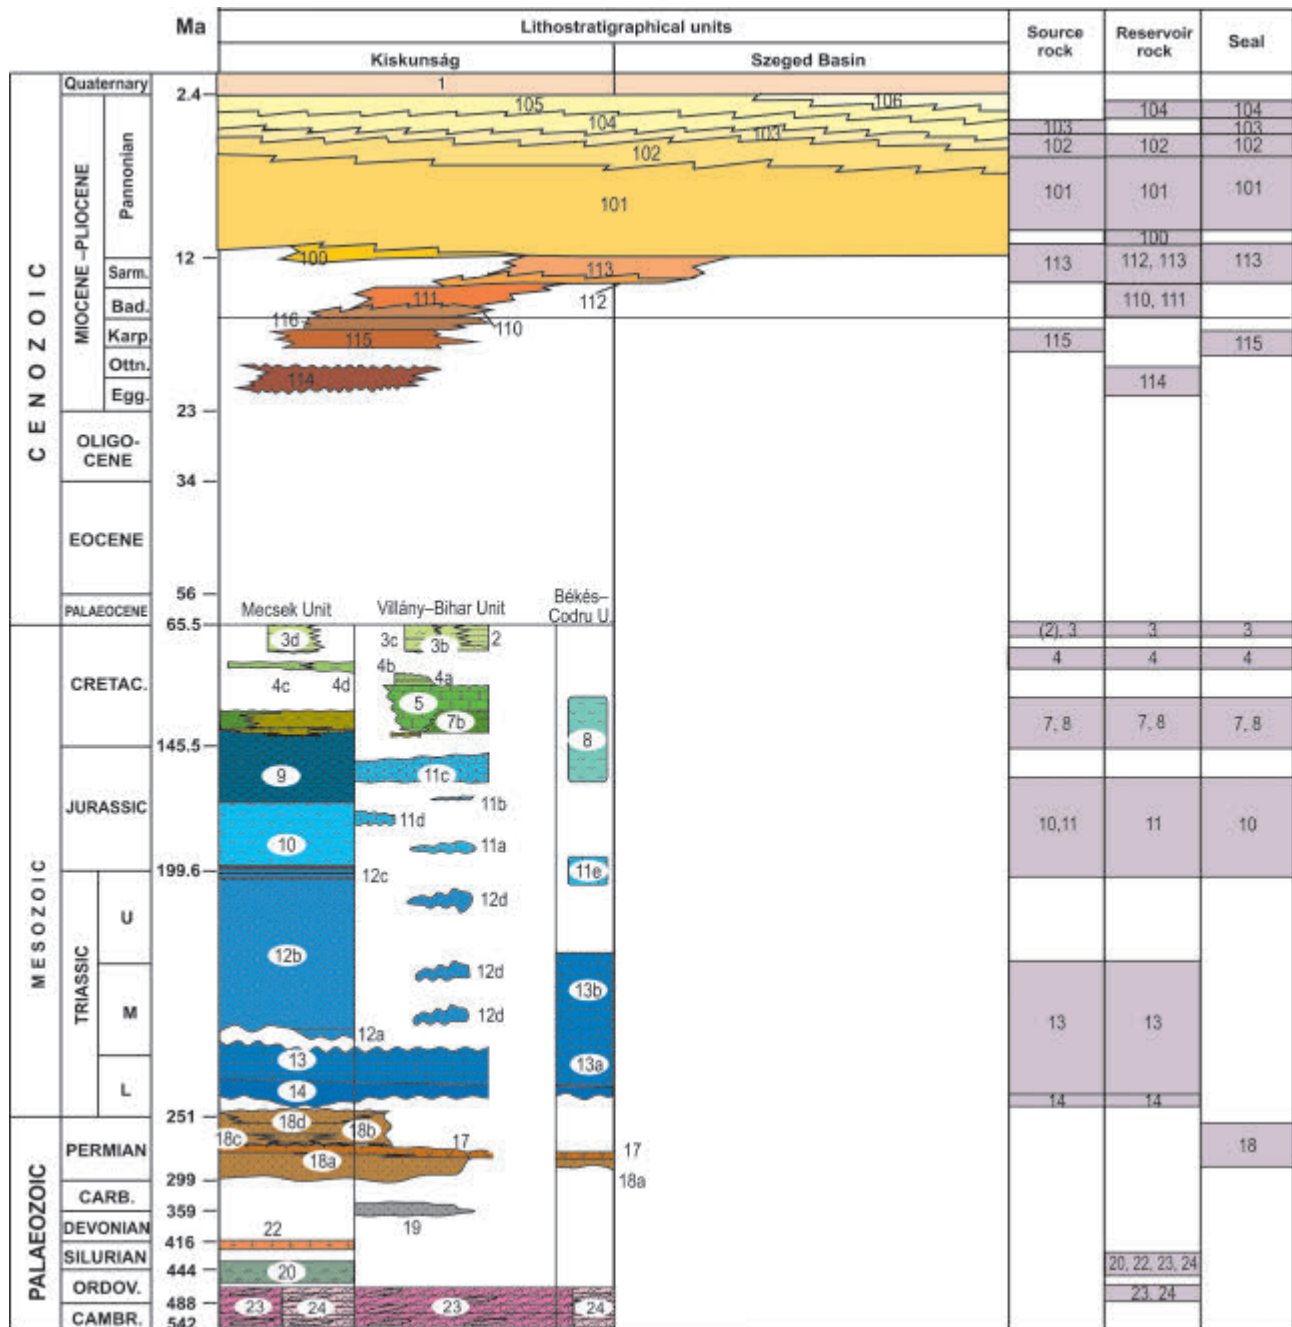 Ma
Lithostratigraphical units
Source rock
Reservoir rock
Seal
Kiskunság
Szeged Basin
CENOZOIC
Quaternary
1
2.4
MIOCENE –PLIOCENE
Pannonian
105
106
104
103
102
101
104
104
103
103
102
102
102
101
101
101
100
12
100
Sarm.
113
112
113
112, 113
113
Bad.
111
110
116
110, 111
Karp.
115
115
115
Ottn.
114
114
Egg.
23
OLIGO-
CENE
34
EOCENE
56
PALAEOCENE
Mecsek Unit
Villány–Bihar Unit
Békés–
Codru U.
65.5
MESOZOIC
CRETAC.
3d
3c
3b
2
(2), 3
3
3
4c
4d
4b
4a
4
4
4
5
7b
8
7, 8
7, 8
7, 8
145.5
JURASSIC
9
11c
11b
11d
10
11a
11e
10,11
11
10
199.6
12c
TRIASSIC
U
12d
12b
M
12d
12d
12a
13b
13
13
13
13a
L
14
14
14
251
PALAEOZOIC
PERMIAN
18d
18c
18b
17
18a
17
18a
18
299
CARB.
359
19
DEVONIAN
22
416
SILURIAN
20
20, 22, 23, 24
444
ORDOV.
23, 24
488
23
24
23
24
CAMBR.
542